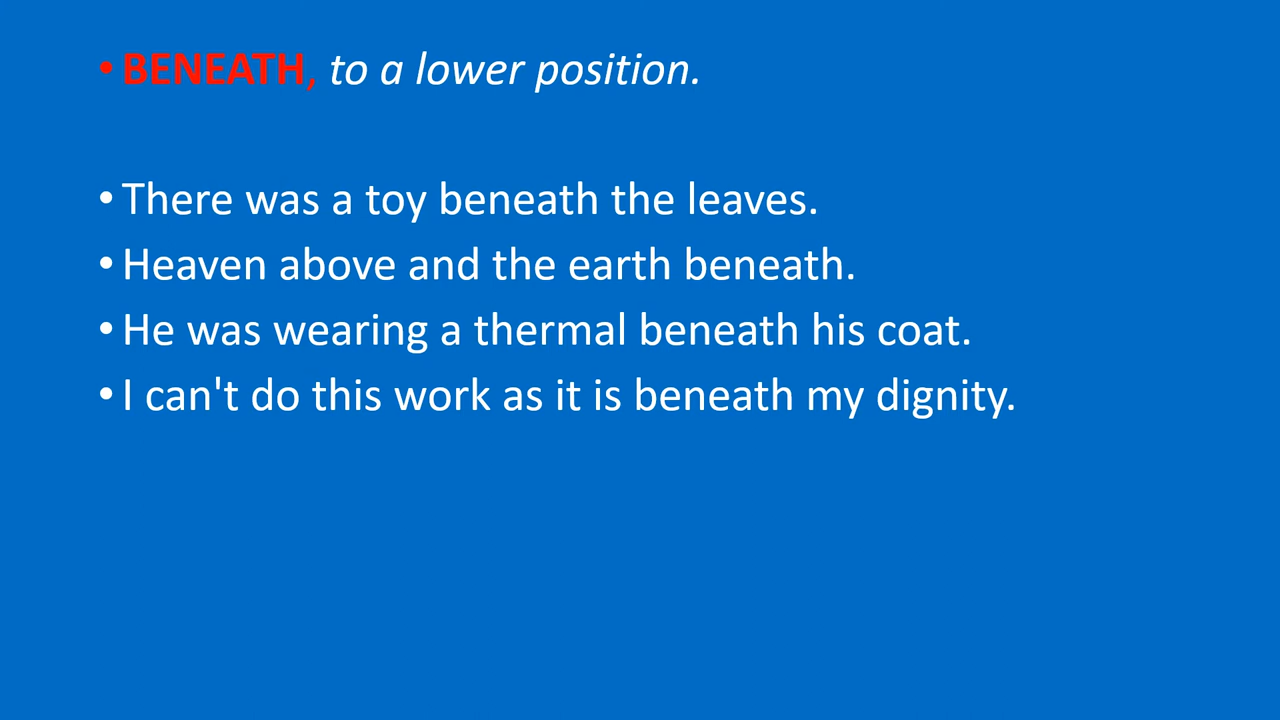 • BENEATH, to a lower position.
• There was a toy beneath the leaves.
• Heaven above and the earth beneath.
• He was wearing a thermal beneath his coat.
• I can't do this work as it is beneath my dignity.